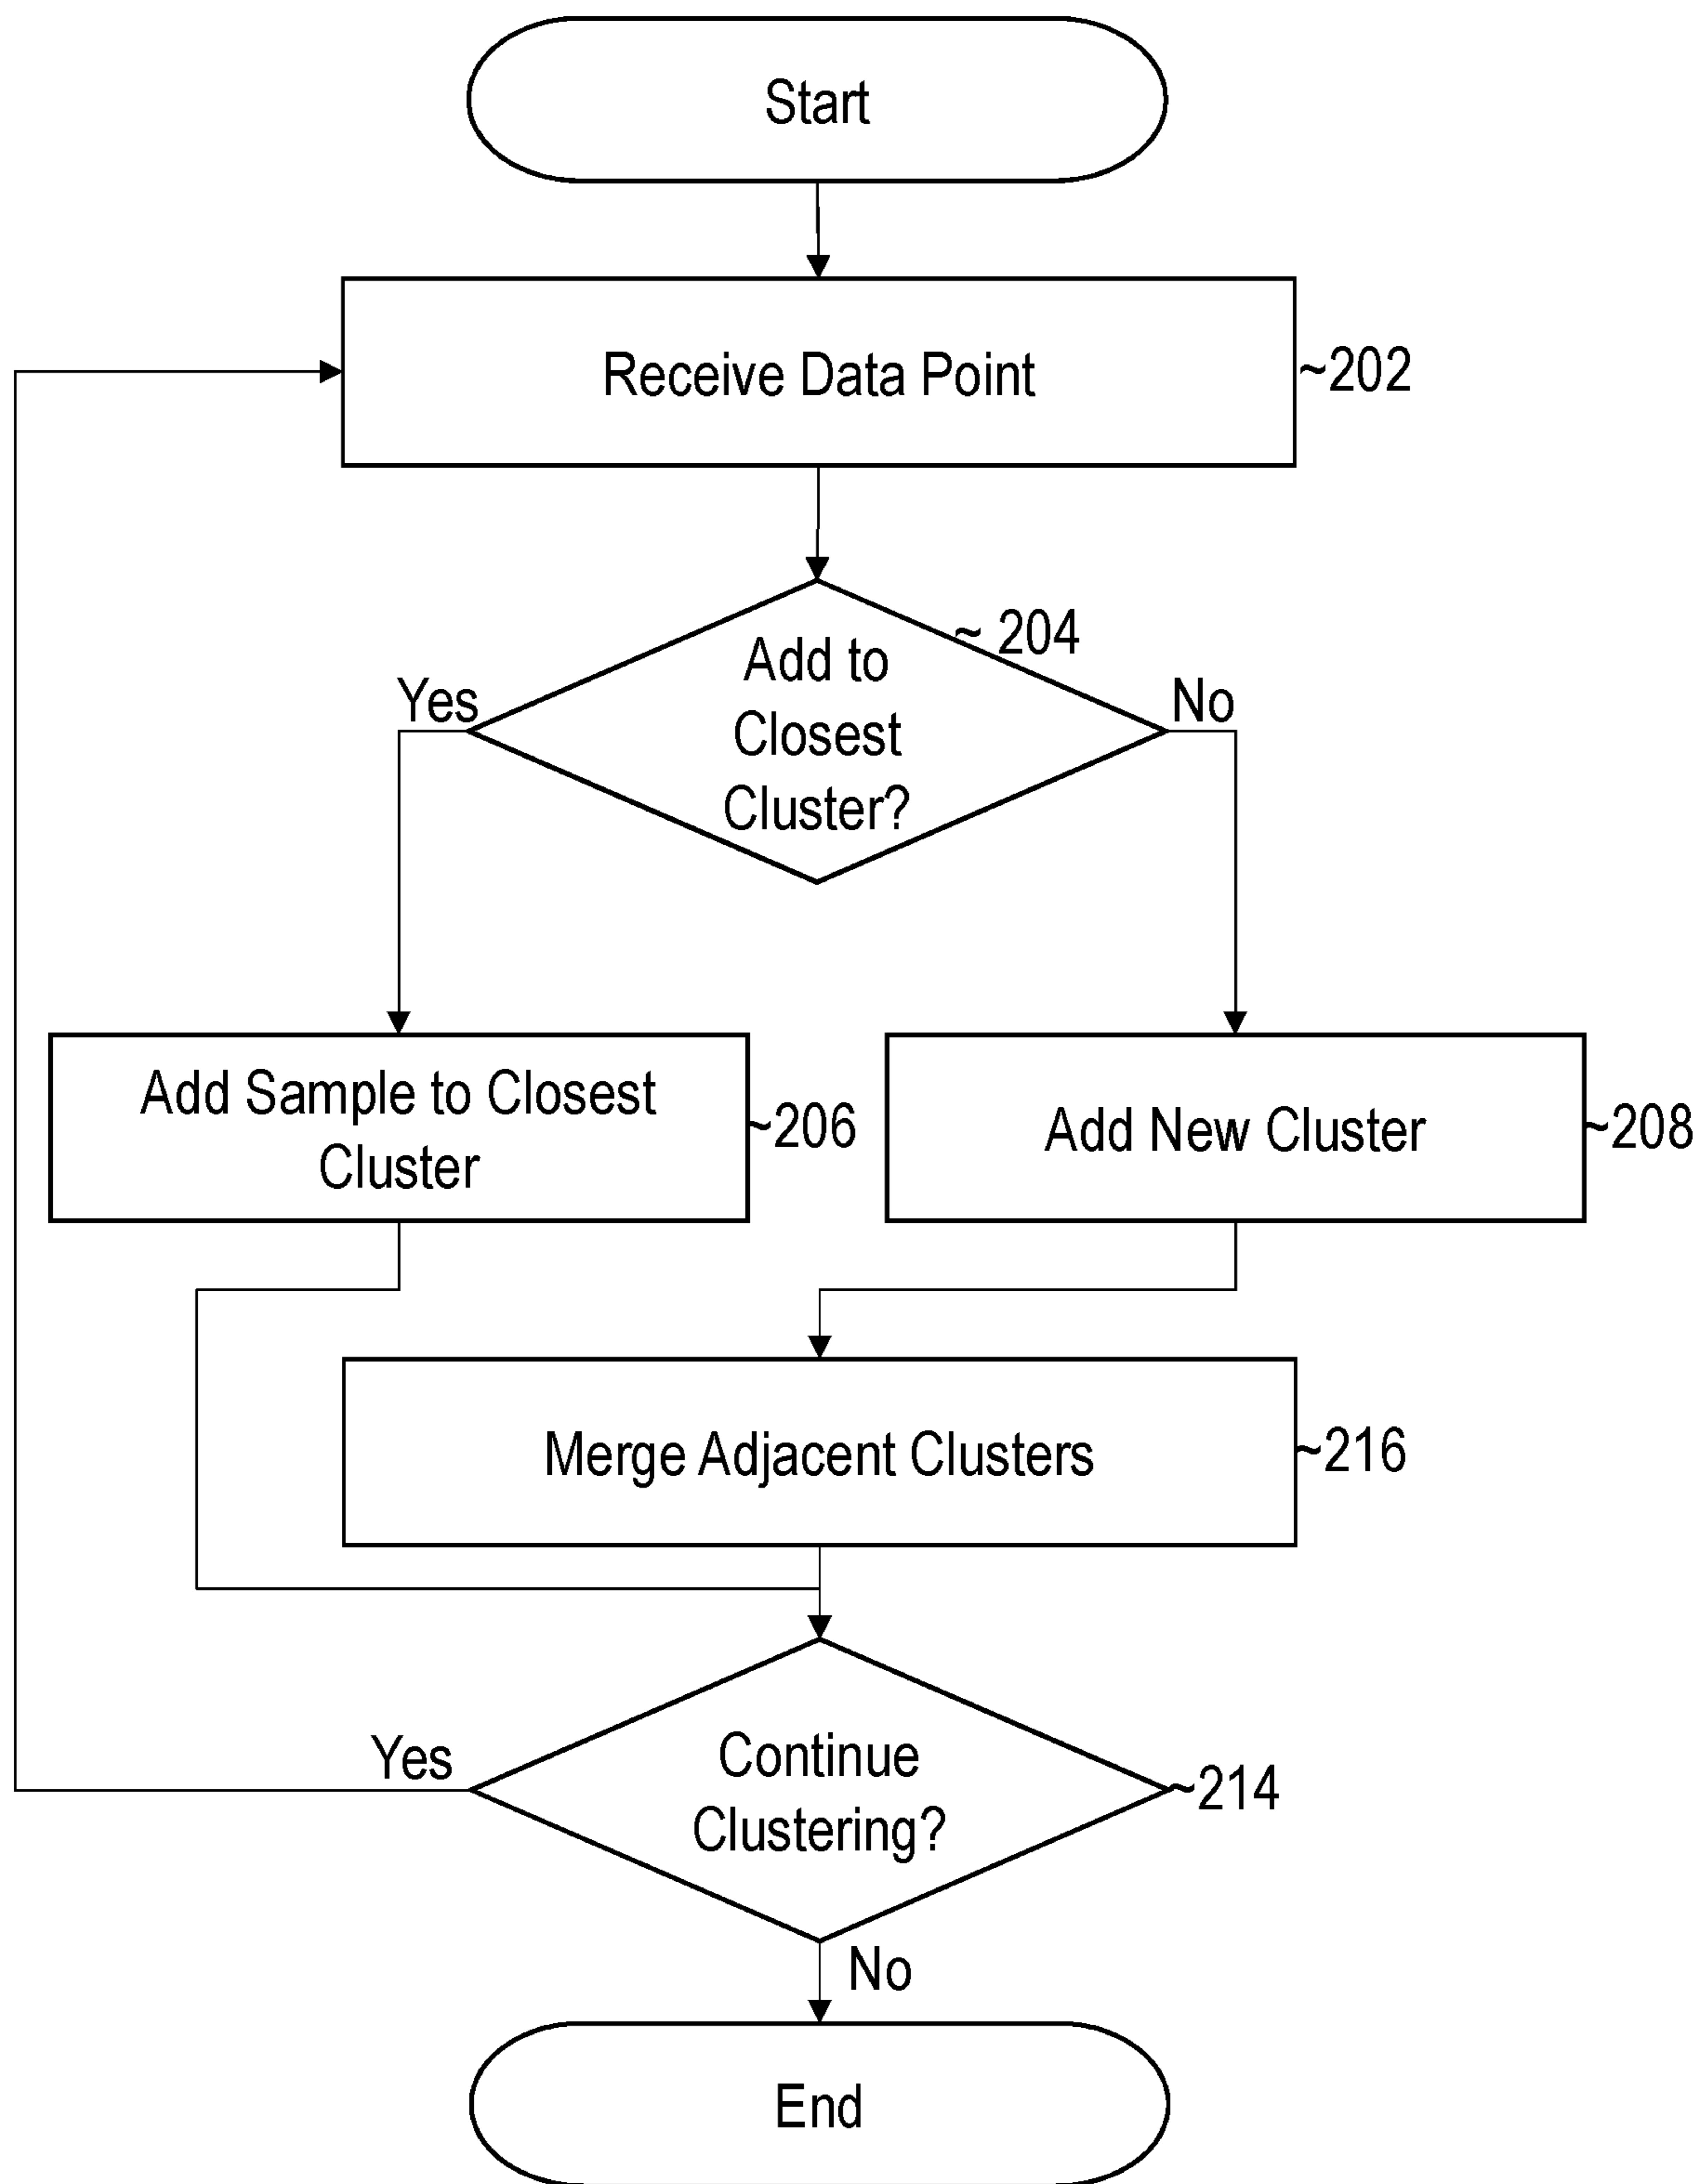 Start
Receive Data Point
~202
~ 204
Add to
Closest
Cluster?
Yes
No
Add Sample to Closest
Cluster
~206
Add New Cluster
~208
Merge Adjacent Clusters
~216
Continue
Clustering?
Yes
~214
No
End